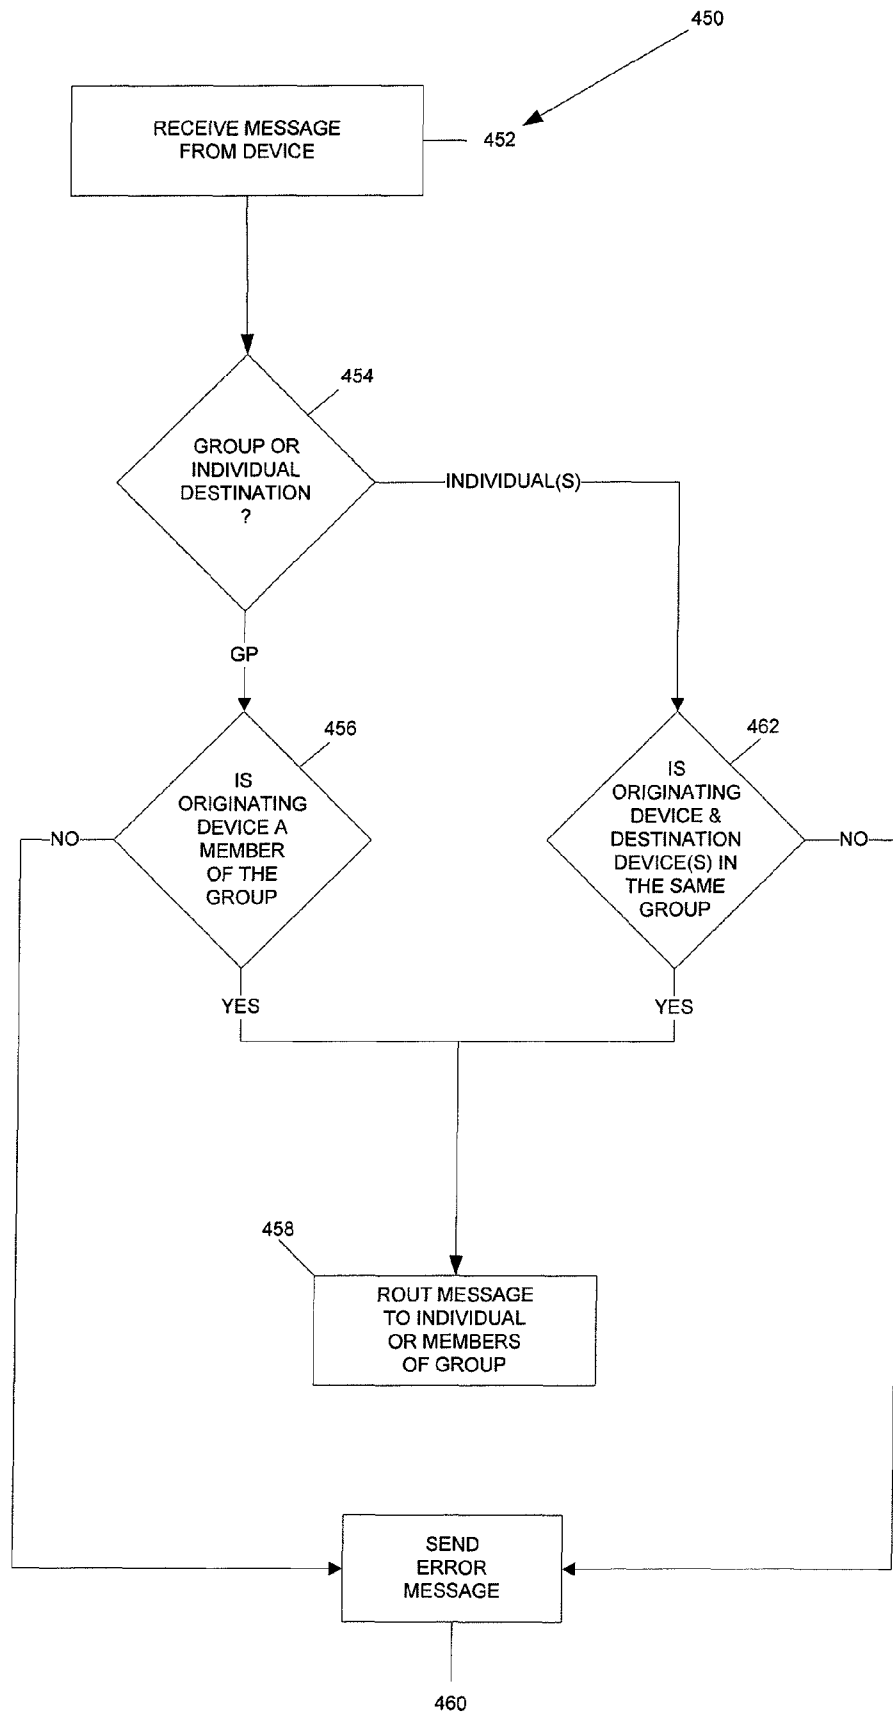 450
RECEIVE MESSAGE
FROM DEVICE
452
454
GROUP OR
INDIVIDUAL
DESTINATION
?
INDIVIDUAL(S)
GP
456
IS
ORIGINATING
DEVICE A
MEMBER
OF THE
GROUP
NO
YES
462
IS
ORIGINATING
DEVICE &
DESTINATION
DEVICE(S) IN
THE SAME
GROUP
NO
YES
458
ROUT MESSAGE
TO INDIVIDUAL
OR MEMBERS
OF GROUP
SEND
ERROR
MESSAGE
460